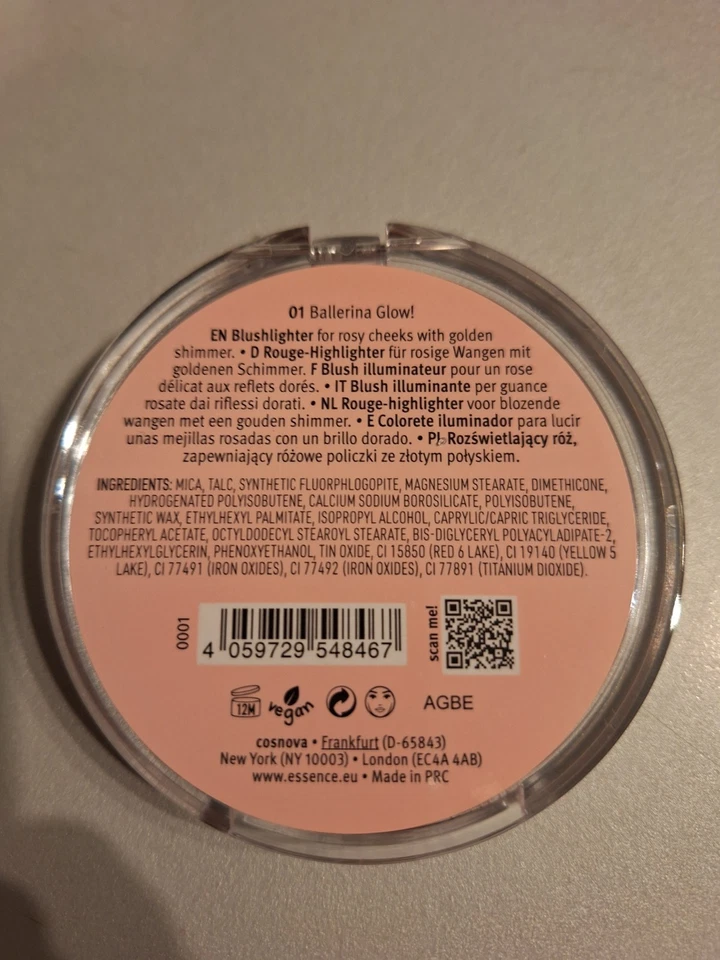 01 Ballerina Glow!
EN Blushlighter for rosy cheeks with golden
shimmer. • D Rouge-Highlighter für rosige Wangen mit
goldenen Schimmer. F Blush illuminateur pour un rose
délicat aux reflets dorés. • IT Blush illuminante per guance
rosate dai riflessi dorati. • NL Rouge-highlighter voor blozende
wangen met een gouden shimmer. • E Colorete iluminador para lucir
unas mejillas rosadas con un brillo dorado. • PL Rozświetlający róż,
zapewniający różowe policzki ze złotym połyskiem.
INGREDIENTS: MICA, TALC, SYNTHETIC FLUORPHLOGOPITE, MAGNESIUM STEARATE, DIMETHICONE,
HYDROGENATED POLYISOBUTENE, CALCIUM SODIUM BOROSILICATE, POLYISOBUTENE,
SYNTHETIC WAX, ETHYLHEXYL PALMITATE, ISOPROPYL ALCOHOL, CAPRYLIC/CAPRIC TRIGLYCERIDE,
TOCOPHERYL ACETATE, OCTYLDODECYL STEAROYL STEARATE, BIS-DIGLYCERYL POLYACYLADIPATE-2,
ETHYLHEXYLGLYCERIN, PHENOXYETHANOL, TIN OXIDE, CI 15850 (RED 6 LAKE), CI 19140 (YELLOW 5
LAKE), CI 77491 (IRON OXIDES), CI 77492 (IRON OXIDES), CI 77891 (TITANIUM DIOXIDE).
0001
4 059729 548467
scan me!
12M
vegan
AGBE
cosnova • Frankfurt (D-65843)
New York (NY 10003) • London (EC4A 4AB)
www.essence.eu • Made in PRC